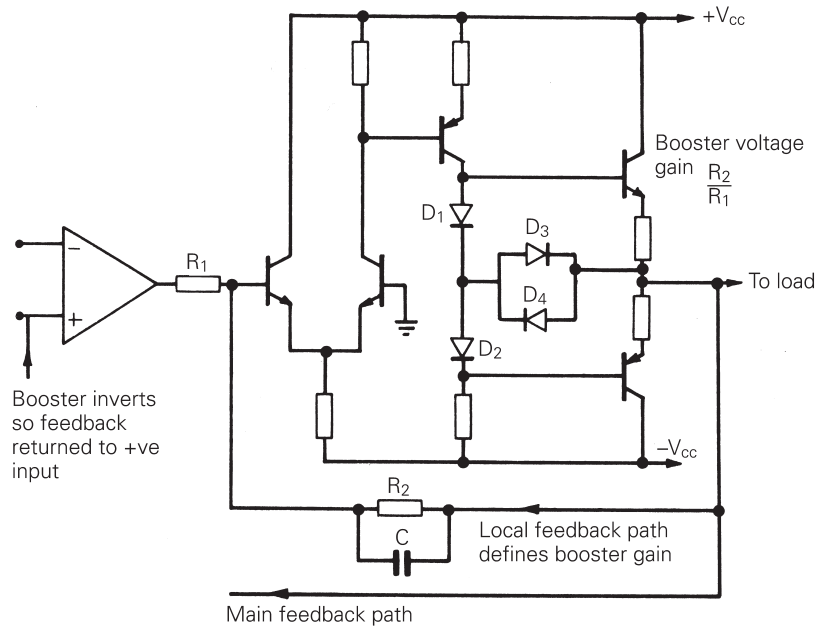 +Vcc
Booster voltage
gain R2
R1
D1
D3
−
R1
To load
D4
+
D2
Booster inverts
so feedback
returned to +ve
input
−Vcc
R2
C
Local feedback path
defines booster gain
Main feedback path